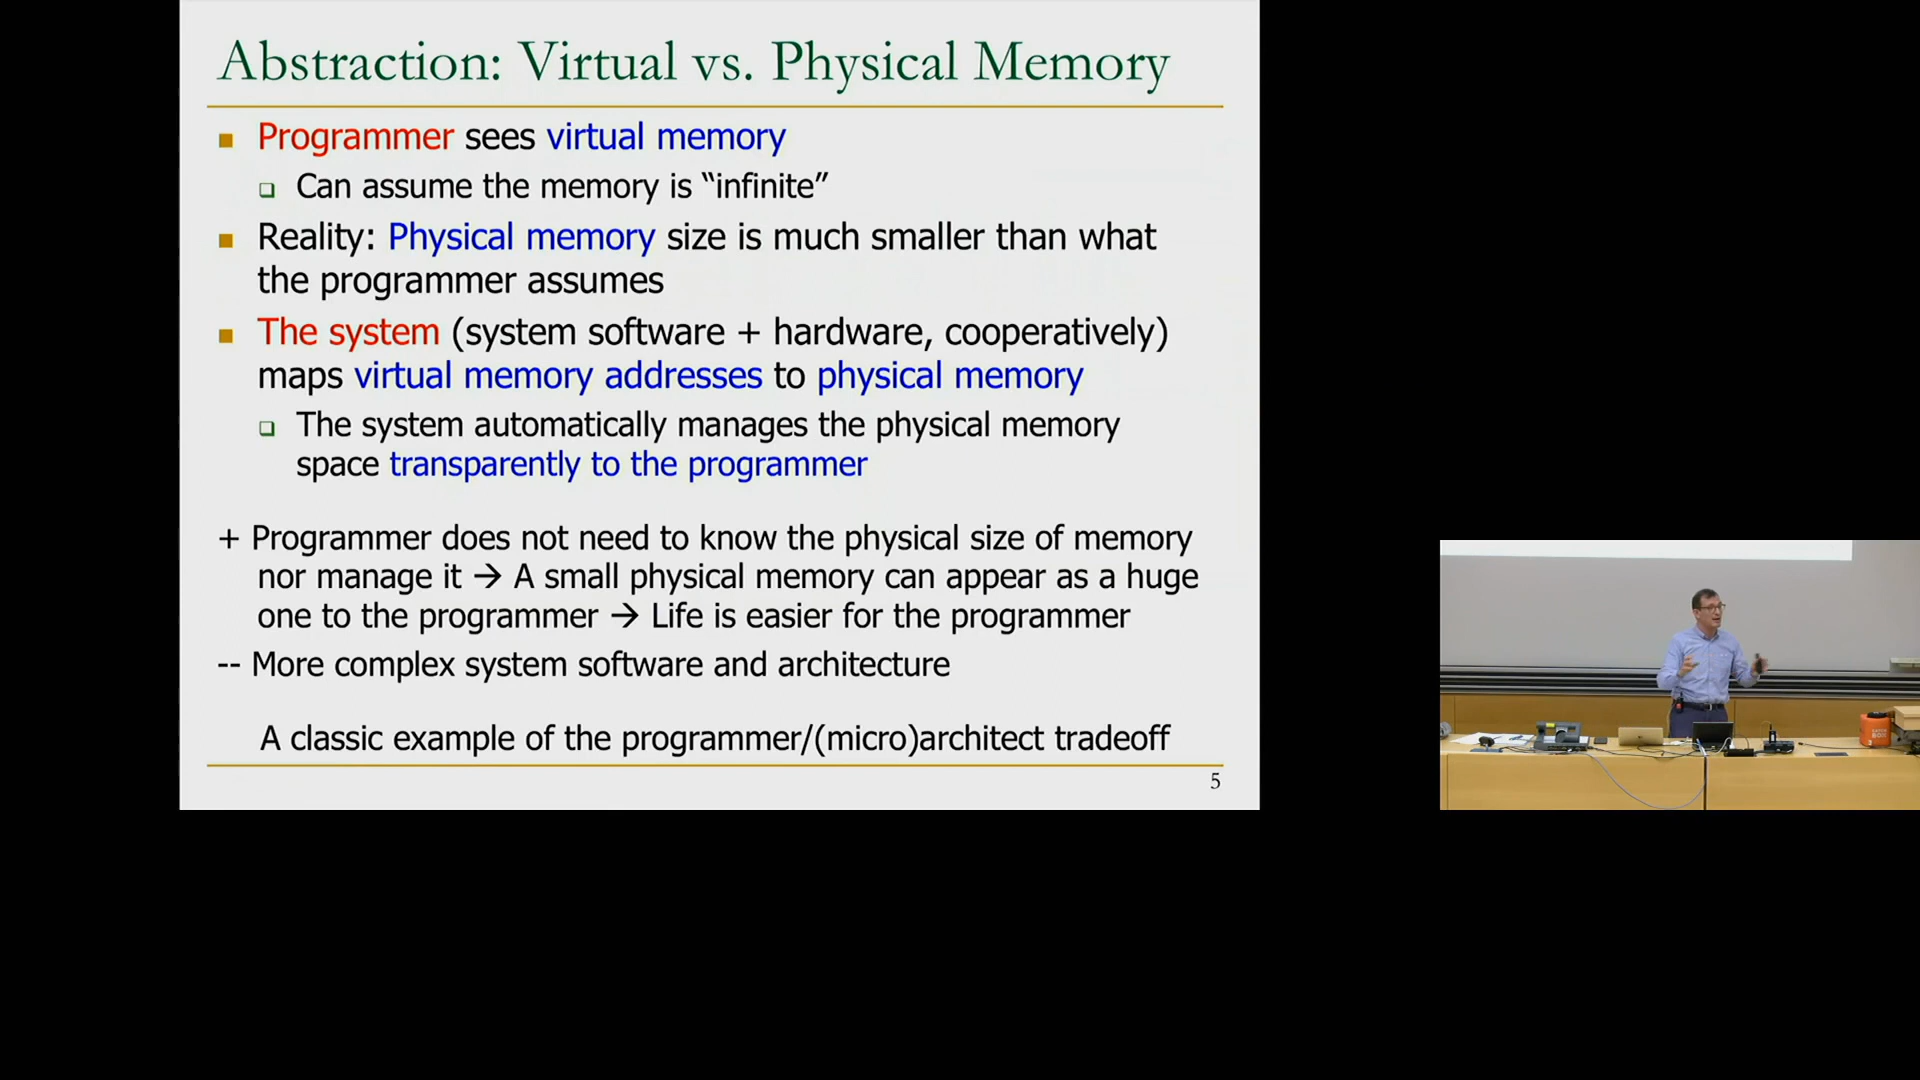 Abstraction: Virtual vs. Physical Memory
Programmer sees virtual memory
Can assume the memory is “infinite”
Reality: Physical memory size is much smaller than what
the programmer assumes
The system (system software + hardware, cooperatively)
maps virtual memory addresses to physical memory
The system automatically manages the physical memory
space transparently to the programmer
+ Programmer does not need to know the physical size of memory
nor manage it → A small physical memory can appear as a huge
one to the programmer → Life is easier for the programmer
-- More complex system software and architecture
A classic example of the programmer/(micro)architect tradeoff
5